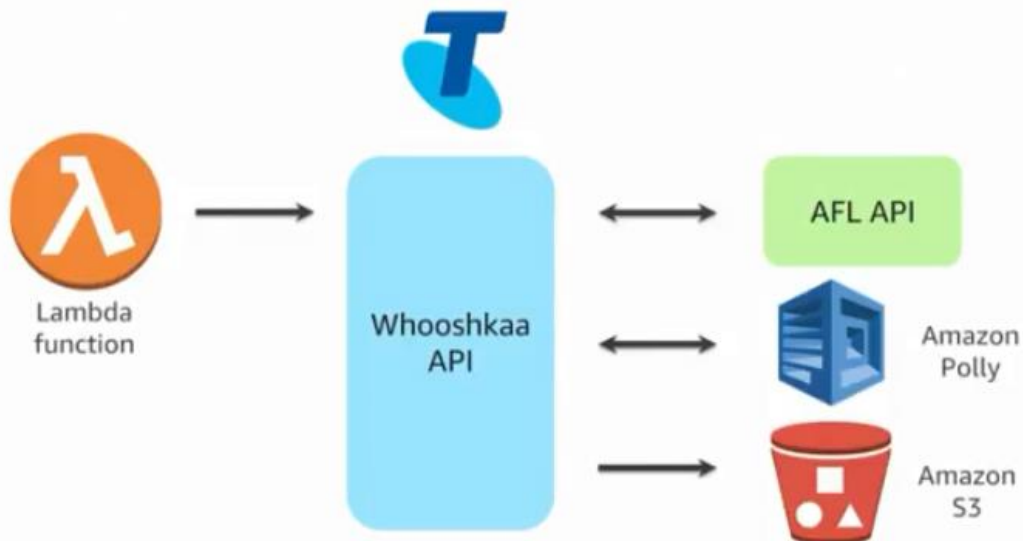 T
Lambda
function
Whooshkaa
API
AFL API
Amazon
Polly
Amazon
S3